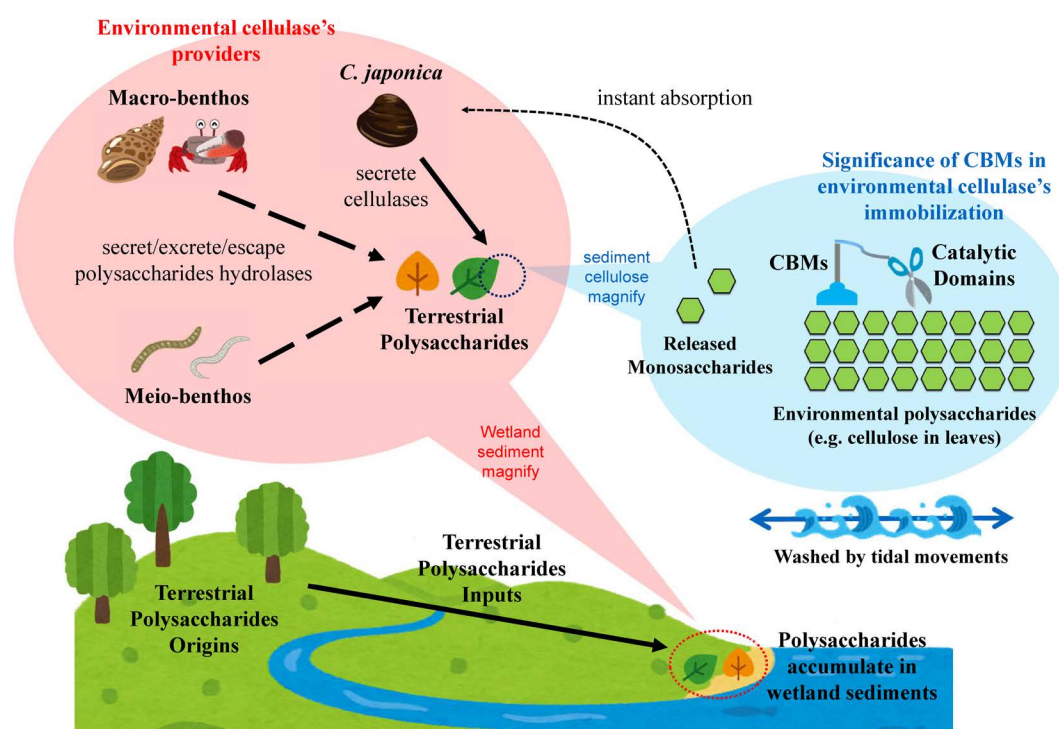 Environmental cellulase's
providers
Macro-benthos
C. japonica
secrete
cellulases
secret/excrete/escape
polysaccharides hydrolases
Terrestrial
Polysaccharides
Meio-benthos
instant absorption
Significance of CBMs in
environmental cellulase's
immobilization
CBMs
Catalytic
Domains
sediment
cellulose
magnify
Released
Monosaccharides
Environmental polysaccharides
(e.g. cellulose in leaves)
Wetland
sediment
magnify
Washed by tidal movements
Terrestrial
Polysaccharides
Origins
Terrestrial
Polysaccharides
Inputs
Polysaccharides
accumulate in
wetland sediments